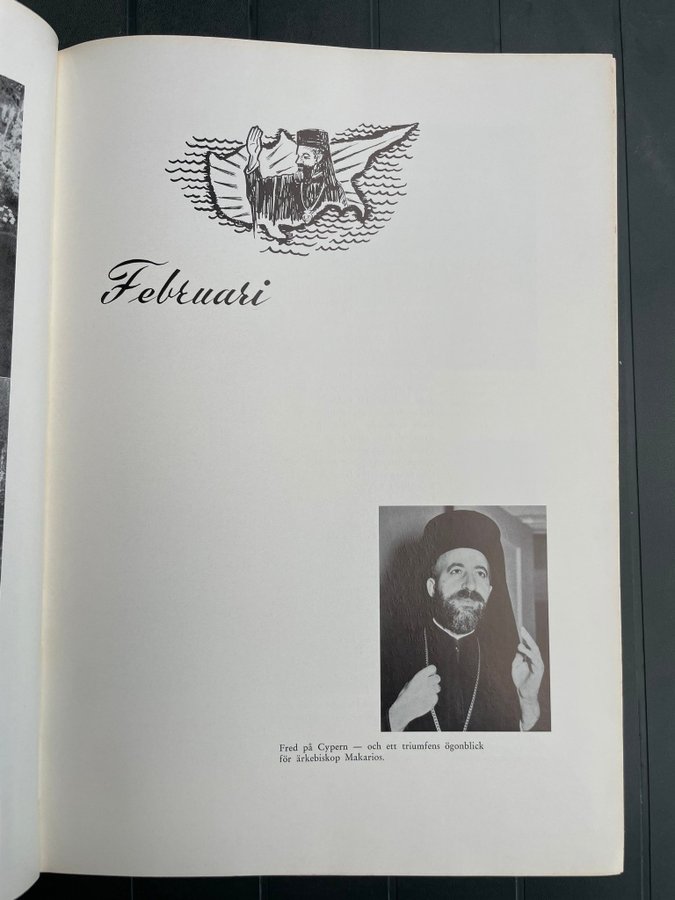 Februari
Fred på Cypern — och ett triumfens ögonblick
för ärkebiskop Makarios.